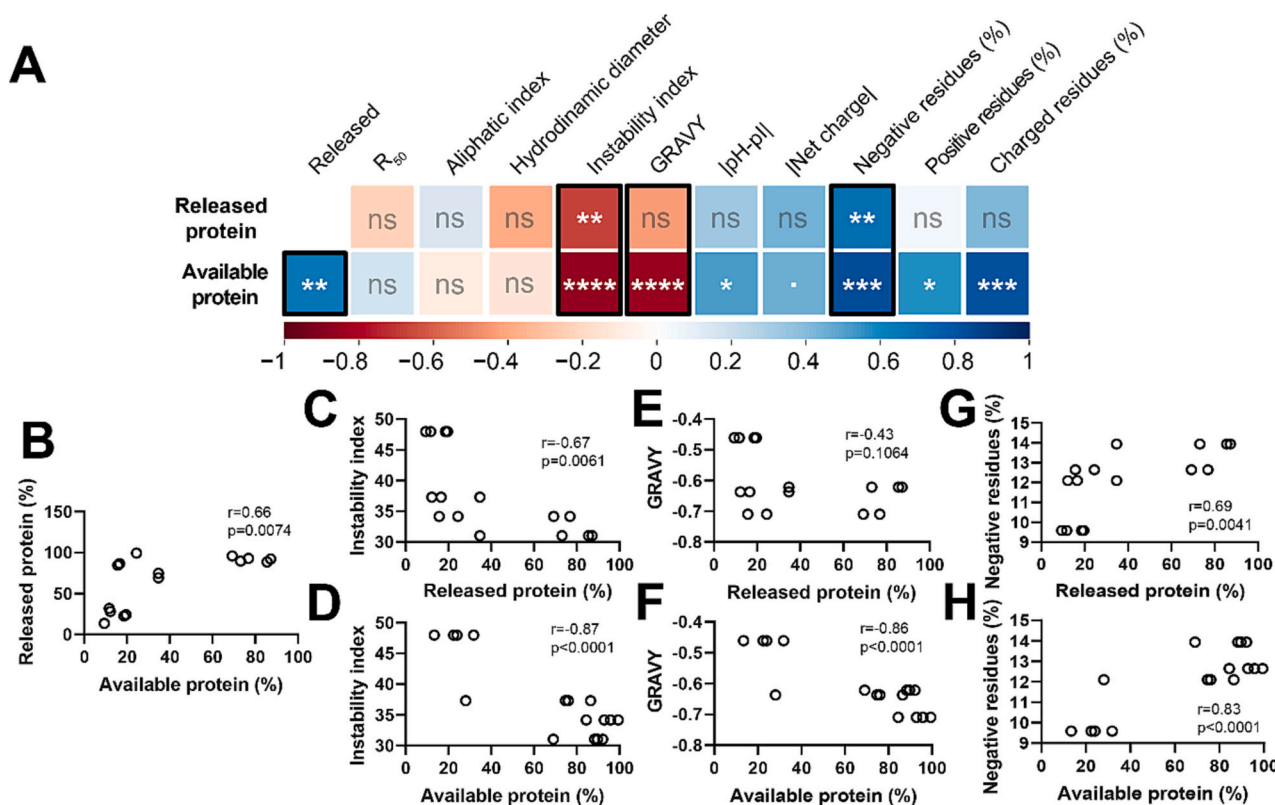 A
Released
R50
Aliphatic index
Hydrodinamic diameter
Instability index
GRAVY
|pH-pI|
|Net charge|
Negative residues (%)
Positive residues (%)
Charged residues (%)
Released
protein
ns
ns
ns
**
ns
ns
ns
**
ns
ns
Available
protein
**
ns
ns
ns
****
****
*
.
***
*
***
−1
−0.8
−0.6
−0.4
−0.2
0
0.2
0.4
0.6
0.8
1
B
Released protein (%)
150
100
50
0
r=0.66
p=0.0074
0 20 40 60 80 100
Available protein (%)
C
Instability index
50
40
30
r=-0.67
p=0.0061
0 20 40 60 80 100
Released protein (%)
D
Instability index
50
40
30
r=-0.87
p<0.0001
0 20 40 60 80 100
Available protein (%)
E
GRAVY
-0.4
-0.5
-0.6
-0.7
-0.8
r=-0.43
p=0.1064
0 20 40 60 80 100
Released protein (%)
F
GRAVY
-0.4
-0.5
-0.6
-0.7
-0.8
r=-0.86
p<0.0001
0 20 40 60 80 100
Available protein (%)
G
Negative residues (%)
15
14
13
12
11
10
9
r=0.69
p=0.0041
0 20 40 60 80 100
Released protein (%)
H
Negative residues (%)
15
14
13
12
11
10
9
r=0.83
p<0.0001
0 20 40 60 80 100
Available protein (%)